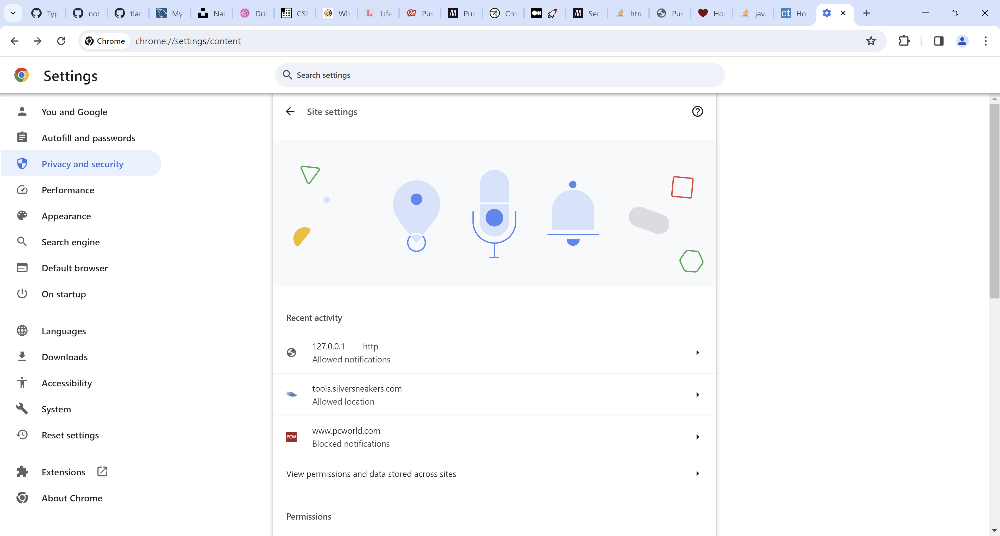 Typ
not
tlar
My
Nat
Dril
CSS
Wh
Life
Pus
Pus
Cro
Ser
htm
Pus
Hov
java
ct
Ho
Chrome
chrome://settings/content
Settings
Search settings
You and Google
Autofill and passwords
Privacy and security
Performance
Appearance
Search engine
Default browser
On startup
Languages
Downloads
Accessibility
System
Reset settings
Extensions
About Chrome
Site settings
Recent activity
127.0.0.1 — http
Allowed notifications
tools.silversneakers.com
Allowed location
PCW
www.pcworld.com
Blocked notifications
View permissions and data stored across sites
Permissions